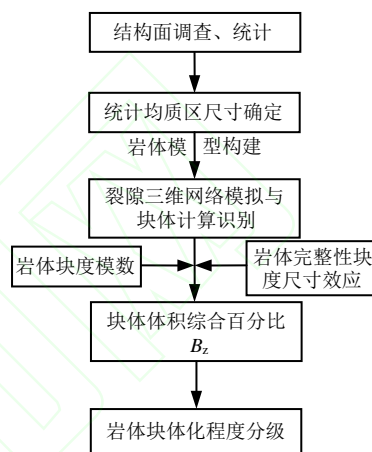 结构面调查、统计
统计均质区尺寸确定
岩体模 型构建
裂隙三维网络模拟与
块体计算识别
岩体块度模数
岩体完整性块
度尺寸效应
块体体积综合百分比
Bz
岩体块体化程度分级